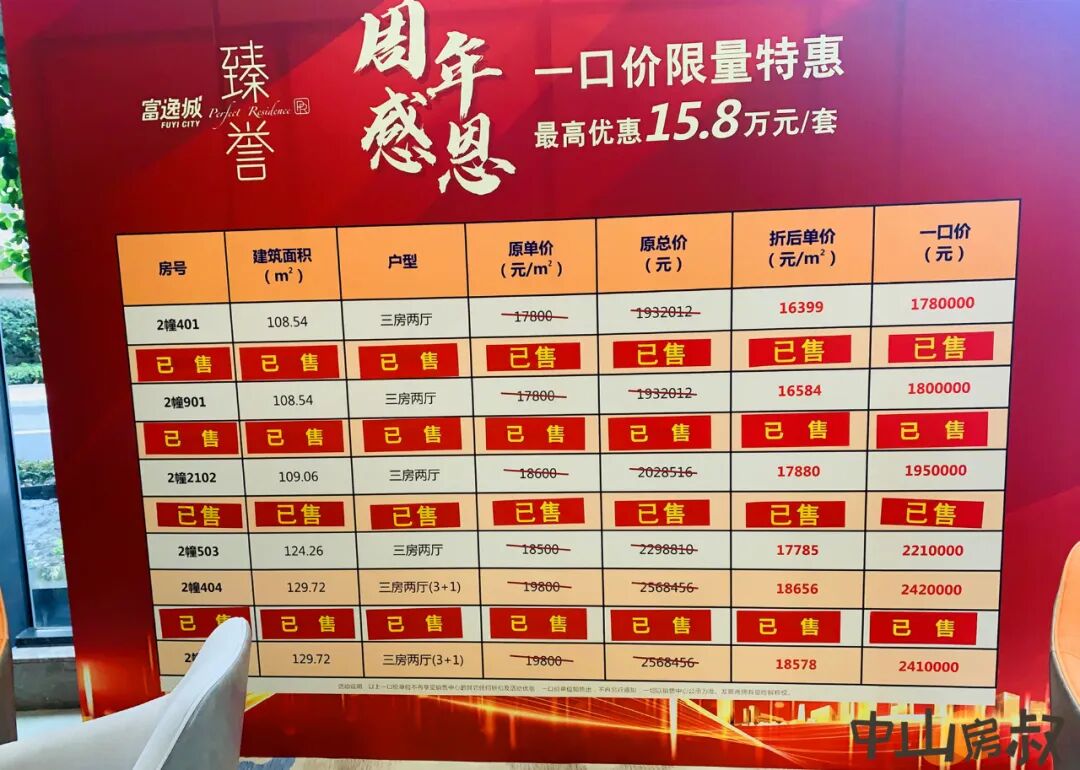 臻誉
富逸城
FUYI CITY
Perfect Residence
PR
周年感恩
一口价限量特惠
最高优惠15.8万元/套
房号 建筑面积（m²） 户型 原单价（元/m²） 原总价（元） 折后单价（元/m²） 一口价（元）
2幢401 108.54 三房两厅 17800 1932012 16399 1780000
已售 已售 已售 已售 已售 已售 已售
2幢901 108.54 三房两厅 17800 1932012 16584 1800000
已售 已售 已售 已售 已售 已售 已售
2幢2102 109.06 三房两厅 18600 2028516 17880 1950000
已售 已售 已售 已售 已售 已售 已售
2幢503 124.26 三房两厅 18500 2298810 17785 2210000
2幢404 129.72 三房两厅(3+1) 19800 2568456 18656 2420000
已售 已售 已售 已售 已售 已售 已售
129.72 三房两厅(3+1) 19800 2568456 18578 2410000
中山房叔